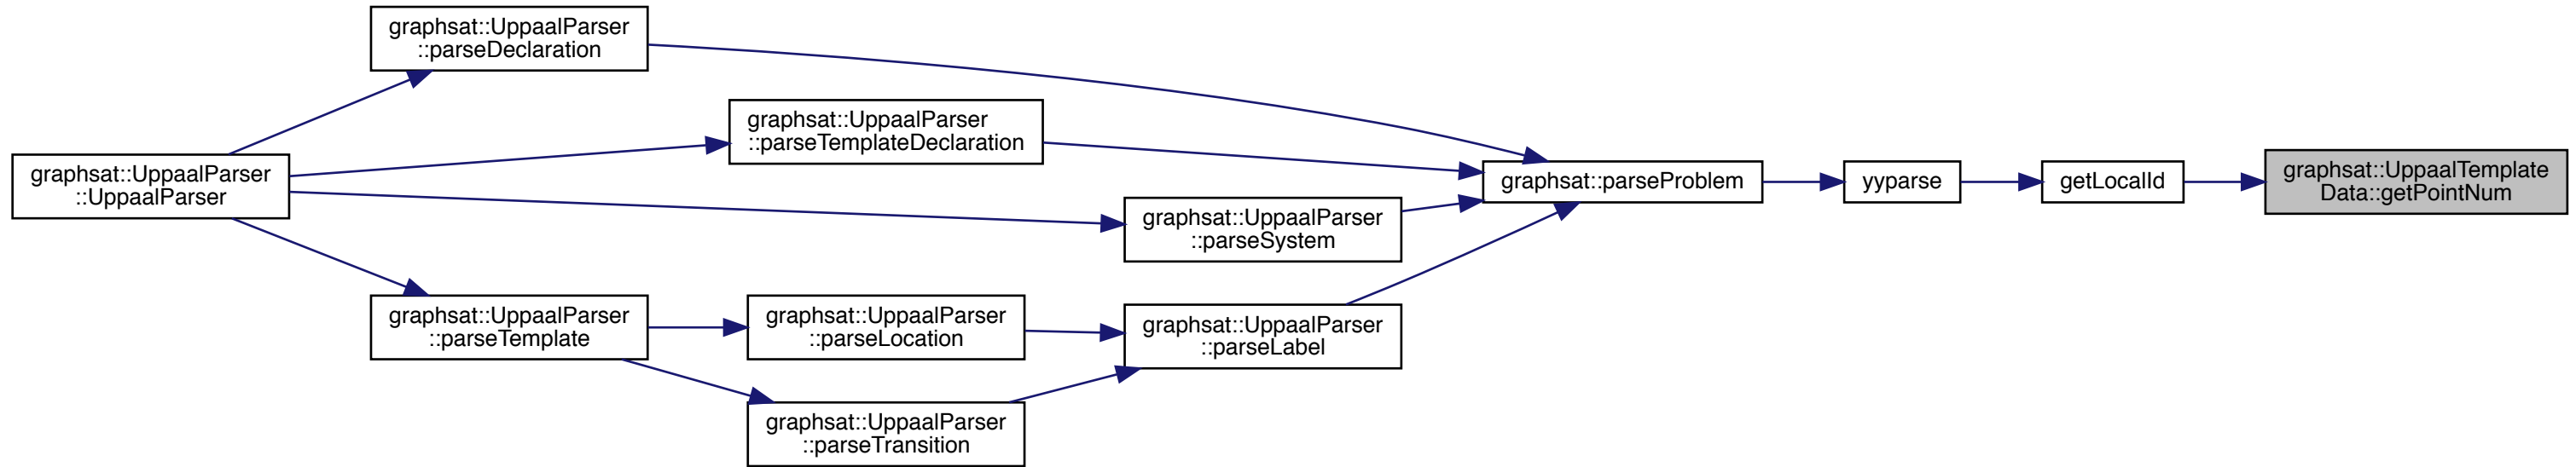 graphsat::UppaalParser
::parseDeclaration
graphsat::UppaalParser
::parseTemplateDeclaration
graphsat::UppaalParser
::UppaalParser
graphsat::parseProblem
yyparse
getLocalId
graphsat::UppaalTemplate
Data::getPointNum
graphsat::UppaalParser
::parseSystem
graphsat::UppaalParser
::parseTemplate
graphsat::UppaalParser
::parseLocation
graphsat::UppaalParser
::parseLabel
graphsat::UppaalParser
::parseTransition